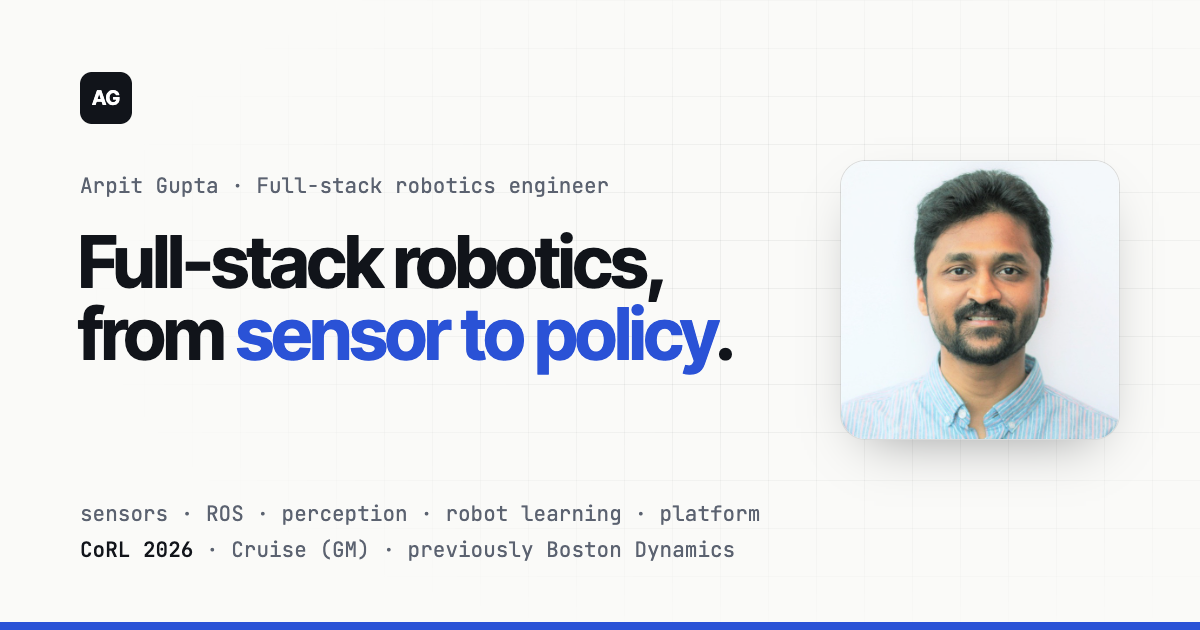 AG
Arpit Gupta · Full-stack robotics engineer
Full-stack robotics,
from sensor to policy.
sensors · ROS · perception · robot learning · platform
CoRL 2026 · Cruise (GM) · previously Boston Dynamics